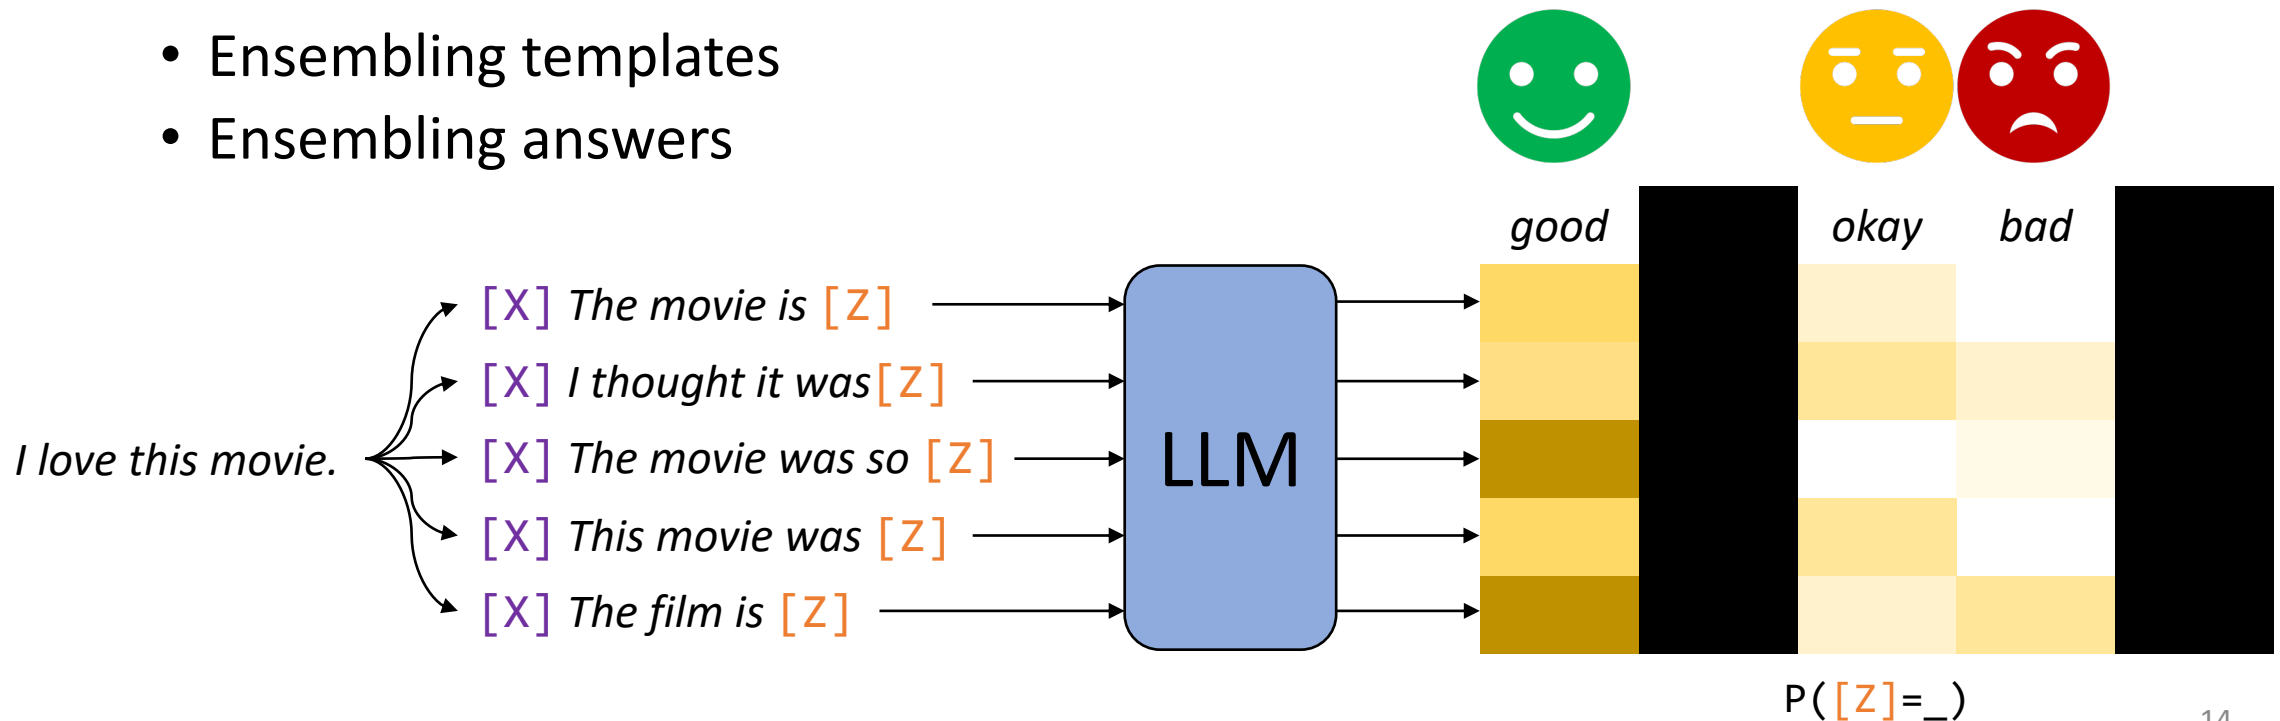 • Ensembling templates
• Ensembling answers
good okay bad
[X] The movie is [Z]
[X] I thought it was[Z]
I love this movie. [X] The movie was so [Z] LLM
[X] This movie was [Z]
[X] The film is [Z]
P([Z]=_)
14